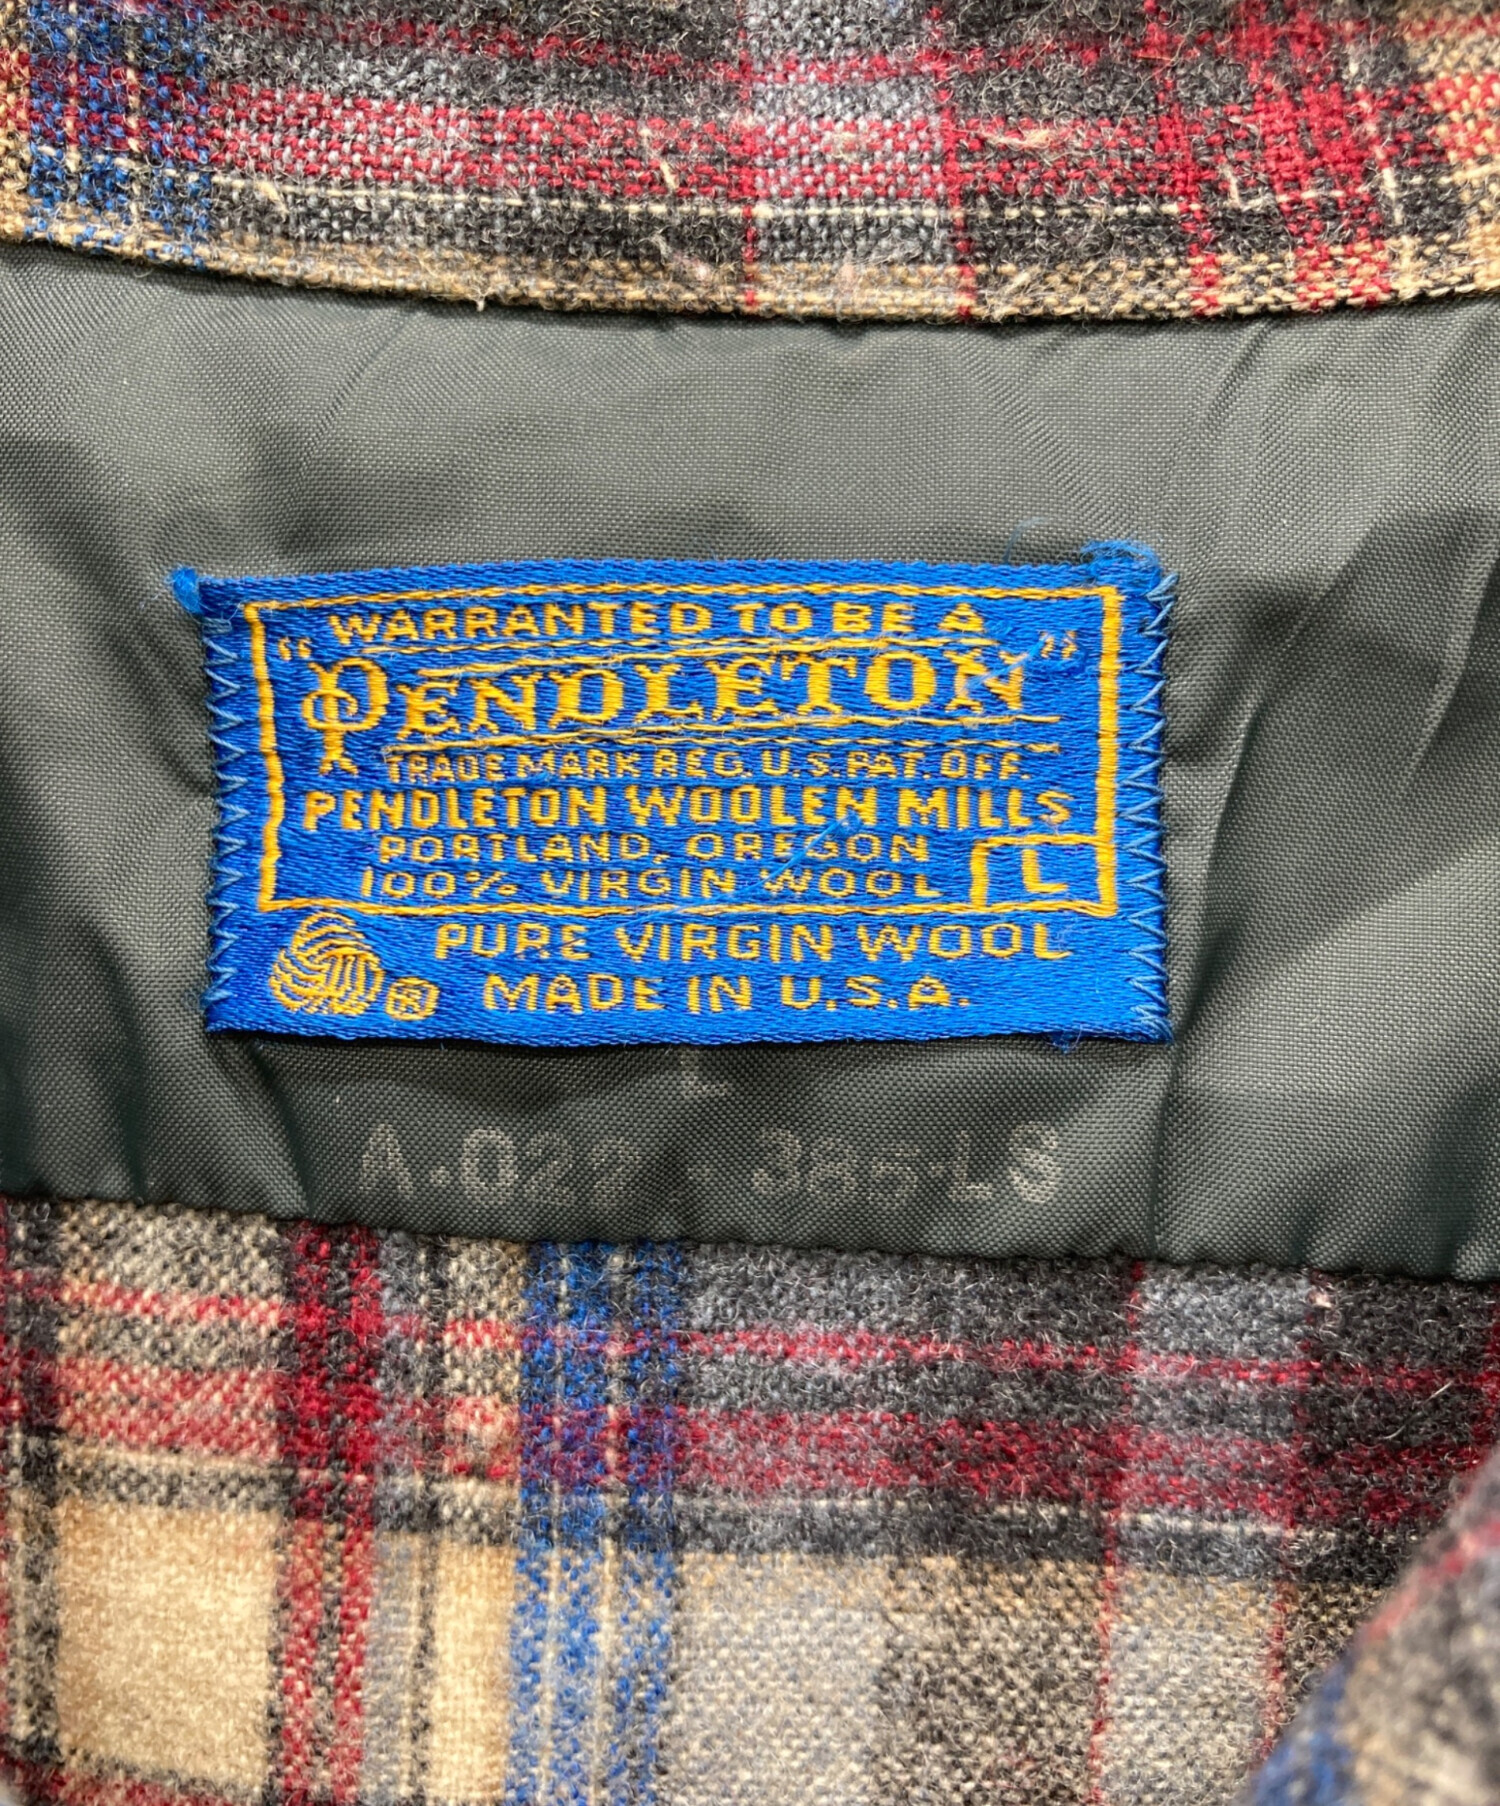 WARRANTED TO BE A
"PENDLETON"
TRADE MARK REG. U.S. PAT. OFF.
PENDLETON WOOLEN MILLS
PORTLAND, OREGON
100% VIRGIN WOOL L
PURE VIRGIN WOOL
® MADE IN U.S.A.
L